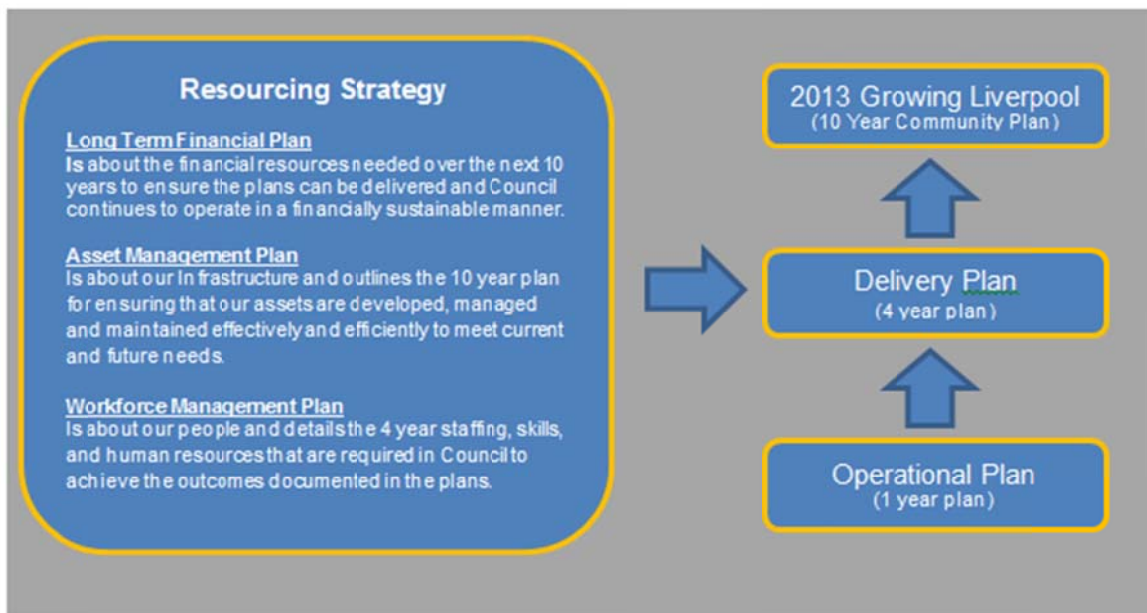 Resourcing Strategy
Long Term Financial Plan
Is about the financial resources needed over the next 10
years to ensure the plans can be delivered and Council
continues to operate in a financially sustainable manner.
Asset Management Plan
Is about our Infrastructure and outlines the 10 year plan
for ensuring that our assets are developed, managed
and maintained effectively and efficiently to meet current
and future needs.
Workforce Management Plan
Is about our people and details the 4 year staffing, skills,
and human resources that are required in Council to
achieve the outcomes documented in the plans.
2013 Growing Liverpool
(10 Year Community Plan)
Delivery Plan
(4 year plan)
Operational Plan
(1 year plan)